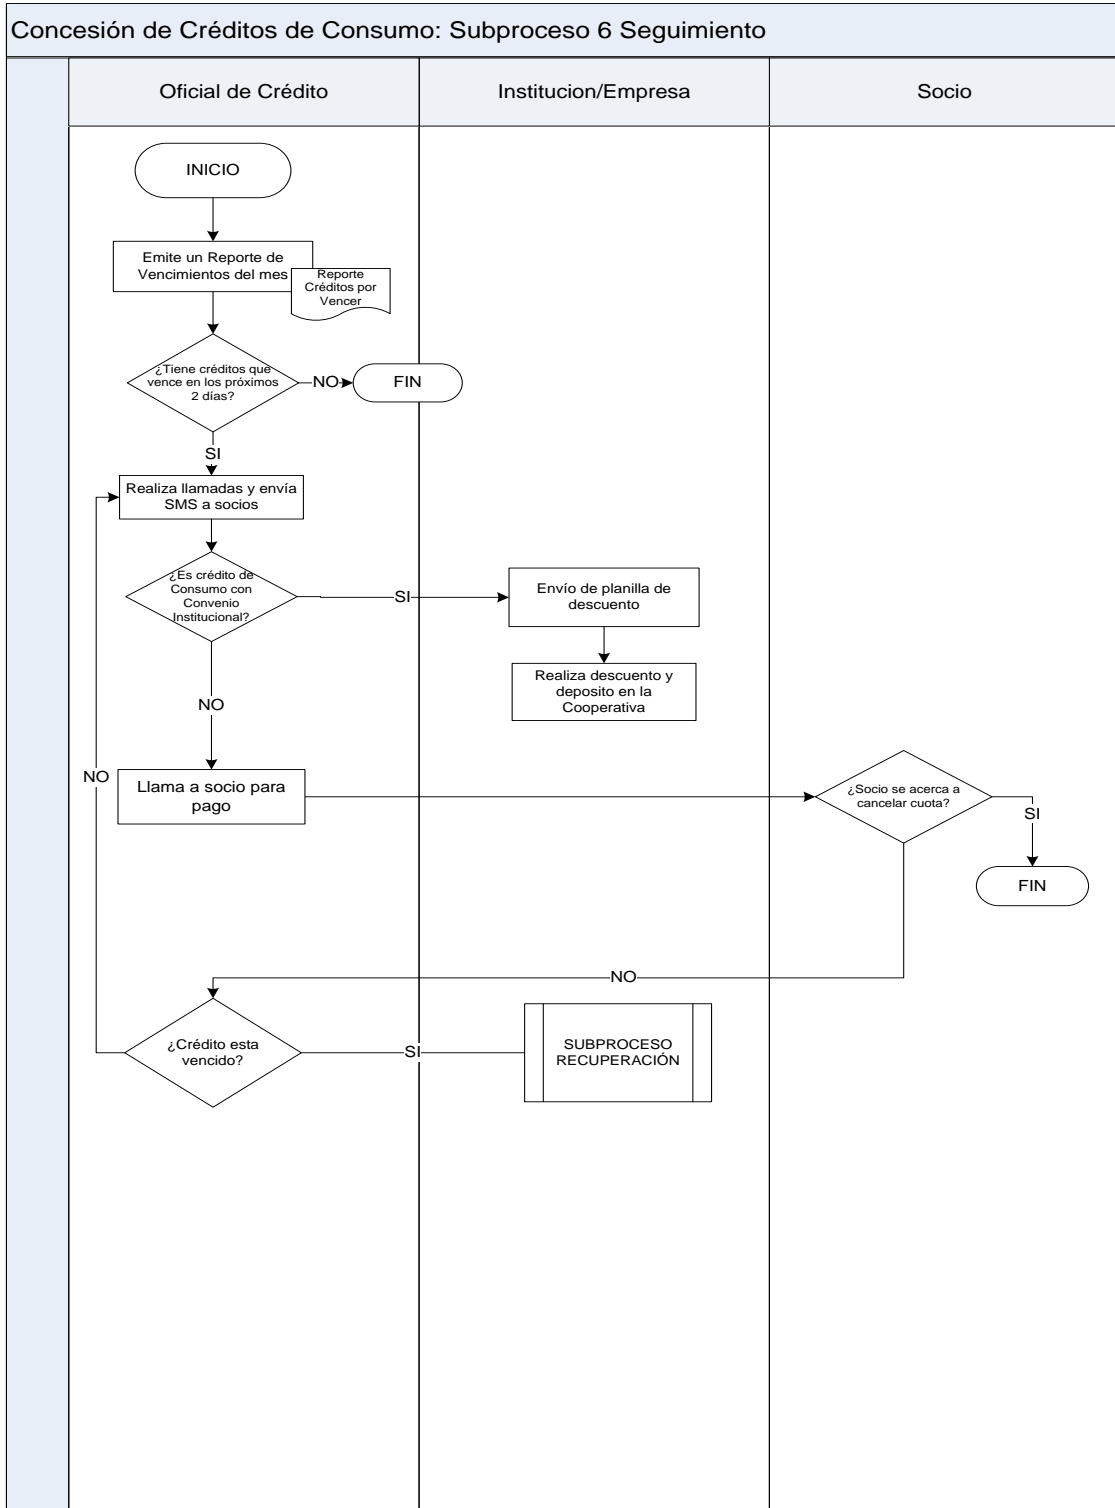 Concesión de Créditos de Consumo: Subproceso 6 Seguimiento
Oficial de Crédito
Institucion/Empresa
Socio
INICIO
Emite un Reporte de
Vencimientos del mes
Reporte
Créditos por
Vencer
¿Tiene créditos que
vence en los próximos
2 días?
NO
FIN
SI
Realiza llamadas y envía
SMS a socios
¿Es crédito de
Consumo con
Convenio
Institucional?
SI
Envío de planilla de
descuento
Realiza descuento y
deposito en la
Cooperativa
NO
NO
Llama a socio para
pago
¿Socio se acerca a
cancelar cuota?
SI
FIN
NO
¿Crédito esta
vencido?
SI
SUBPROCESO
RECUPERACIÓN